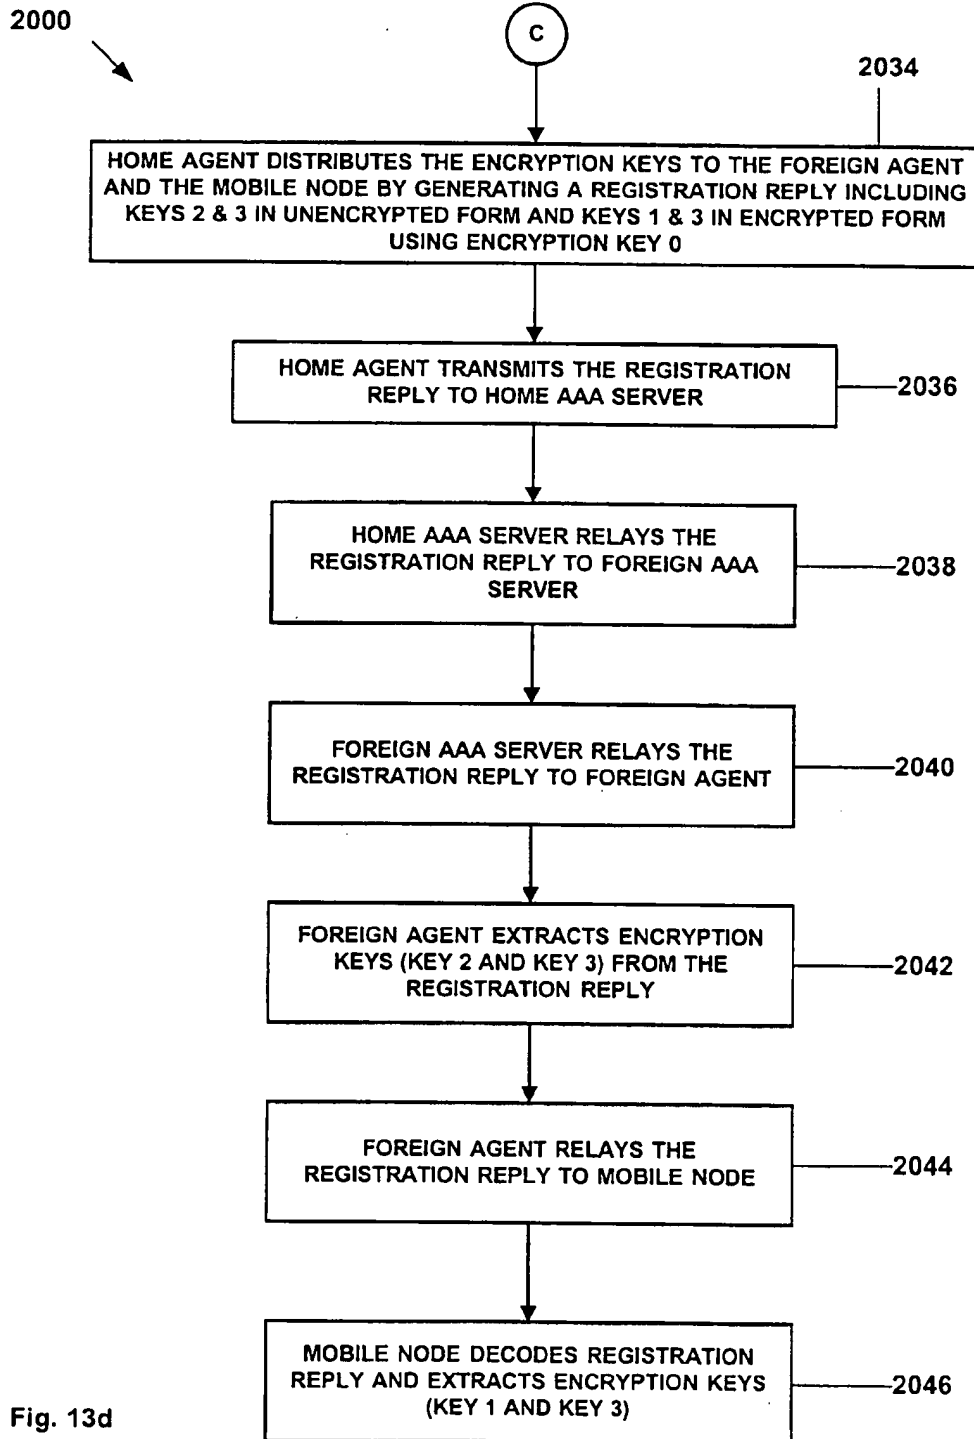 2000
C
2034
HOME AGENT DISTRIBUTES THE ENCRYPTION KEYS TO THE FOREIGN AGENT
AND THE MOBILE NODE BY GENERATING A REGISTRATION REPLY INCLUDING
KEYS 2 & 3 IN UNENCRYPTED FORM AND KEYS 1 & 3 IN ENCRYPTED FORM
USING ENCRYPTION KEY 0
HOME AGENT TRANSMITS THE REGISTRATION
REPLY TO HOME AAA SERVER
2036
HOME AAA SERVER RELAYS THE
REGISTRATION REPLY TO FOREIGN AAA
SERVER
2038
FOREIGN AAA SERVER RELAYS THE
REGISTRATION REPLY TO FOREIGN AGENT
2040
FOREIGN AGENT EXTRACTS ENCRYPTION
KEYS (KEY 2 AND KEY 3) FROM THE
REGISTRATION REPLY
2042
FOREIGN AGENT RELAYS THE
REGISTRATION REPLY TO MOBILE NODE
2044
MOBILE NODE DECODES REGISTRATION
REPLY AND EXTRACTS ENCRYPTION KEYS
(KEY 1 AND KEY 3)
2046
Fig. 13d